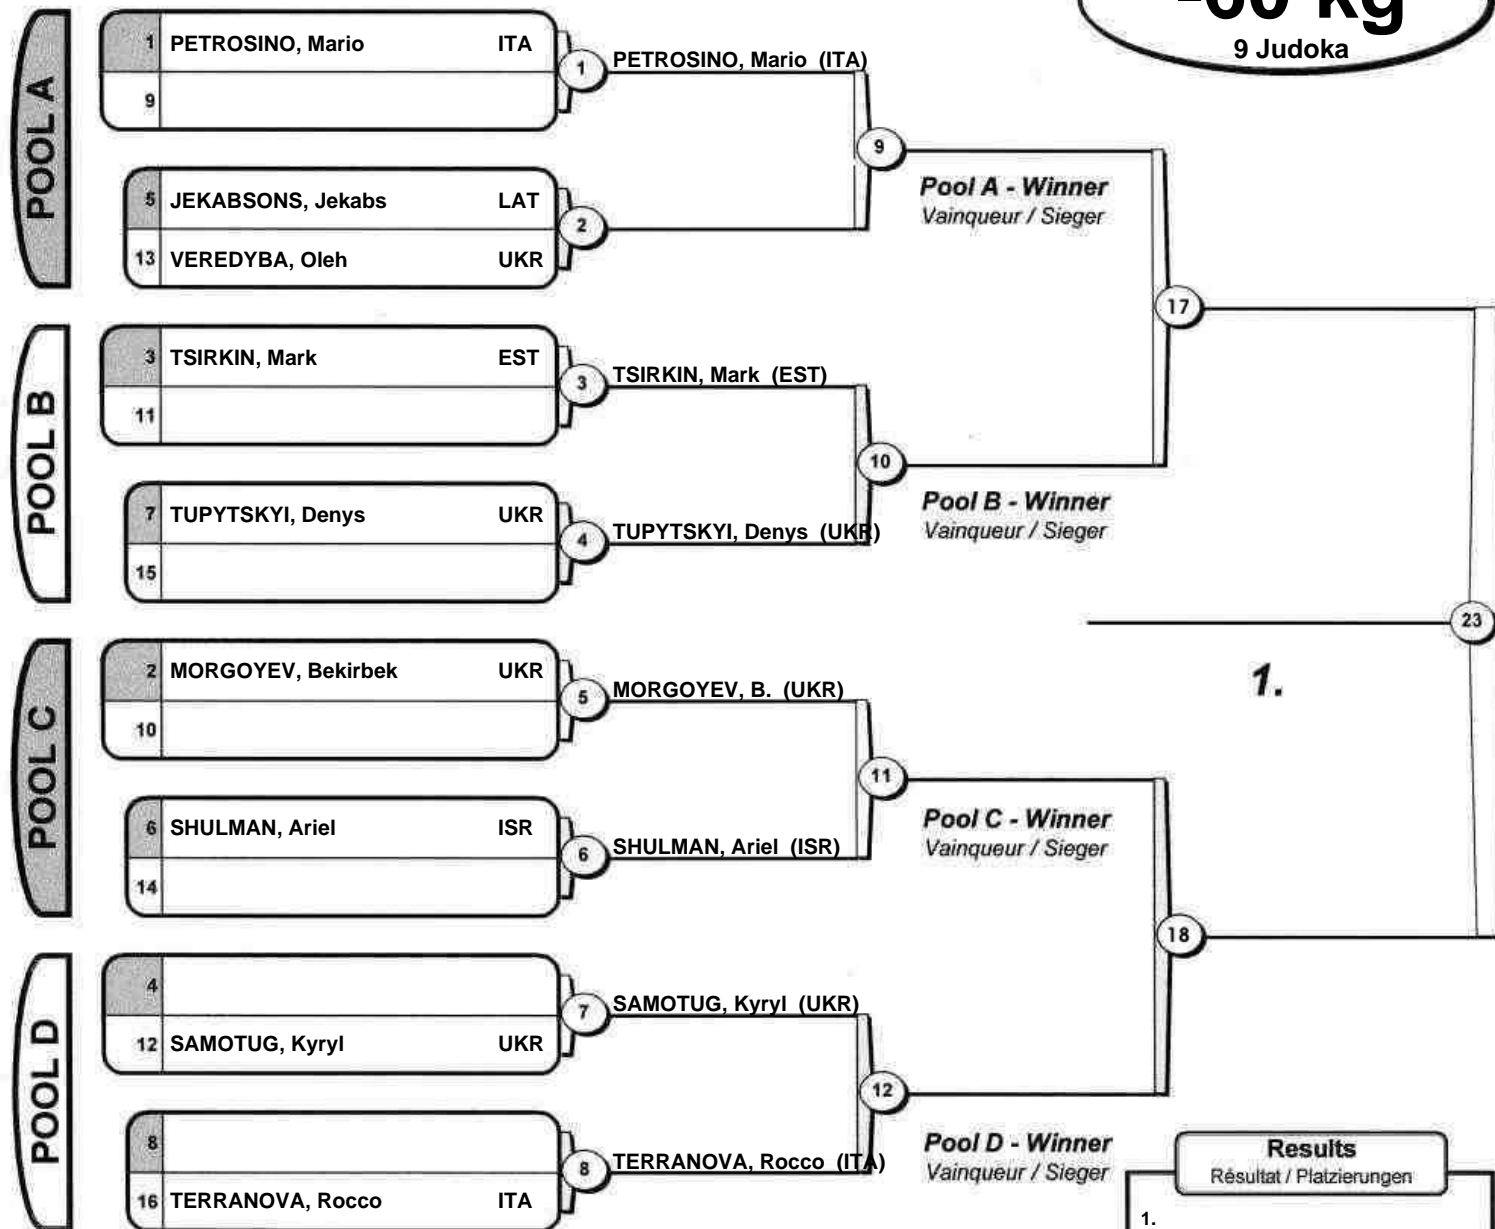 -60 kg
9 Judoka
POOL A
1 PETROSINO, Mario ITA
9
1
PETROSINO, Mario (ITA)
5 JEKABSONS, Jekabs LAT
13 VEREDYBA, Oleh UKR
2
9
Pool A - Winner
Vainqueur / Sieger
17
POOL B
3 TSIRKIN, Mark EST
11
3
TSIRKIN, Mark (EST)
7 TUPYTSKYI, Denys UKR
15
4
TUPYTSKYI, Denys (UKR)
10
Pool B - Winner
Vainqueur / Sieger
23
1.
POOL C
2 MORGOYEV, Bekirbek UKR
10
5
MORGOYEV, B. (UKR)
6 SHULMAN, Ariel ISR
14
6
SHULMAN, Ariel (ISR)
11
Pool C - Winner
Vainqueur / Sieger
18
POOL D
4
12 SAMOTUG, Kyryl UKR
7
SAMOTUG, Kyryl (UKR)
8
16 TERRANOVA, Rocco ITA
8
TERRANOVA, Rocco (ITA)
12
Pool D - Winner
Vainqueur / Sieger
Results
Résultat / Platzierungen
1.